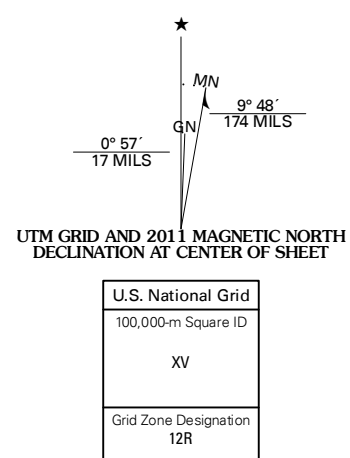 ★
MN
9° 48´
174 MILS
GN
0° 57´
17 MILS
UTM GRID AND 2011 MAGNETIC NORTH
DECLINATION AT CENTER OF SHEET
U.S. National Grid
100,000-m Square ID
XV
Grid Zone Designation
12R